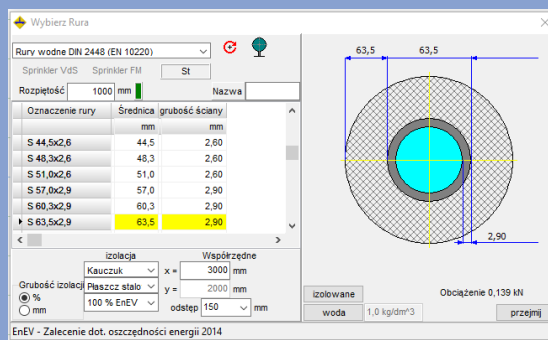 Wybierz Rura
Rury wodne DIN 2448 (EN 10220)
Sprinkler VdS Sprinkler FM St
Rozpiętość 1000 mm Nazwa
Oznaczenie rury Średnica grubość ściany
mm mm
S 44,5x2,6 44,5 2,60
S 48,3x2,6 48,3 2,60
S 51,0x2,6 51,0 2,60
S 57,0x2,9 57,0 2,90
S 60,3x2,9 60,3 2,90
S 63,5x2,9 63,5 2,90
izolacja Współrzędne
Grubość izolacji
Kauczuk x = 3000 mm
% Płaszcz stalo y = 2000 mm
mm 100 % EnEV odstęp 150 mm
EnEV - Zalecenie dot. oszczędności energii 2014
63,5 63,5
2,90
izolowane Obciążenie 0,139 kN
woda 1,0 kg/dm^3 przejmij